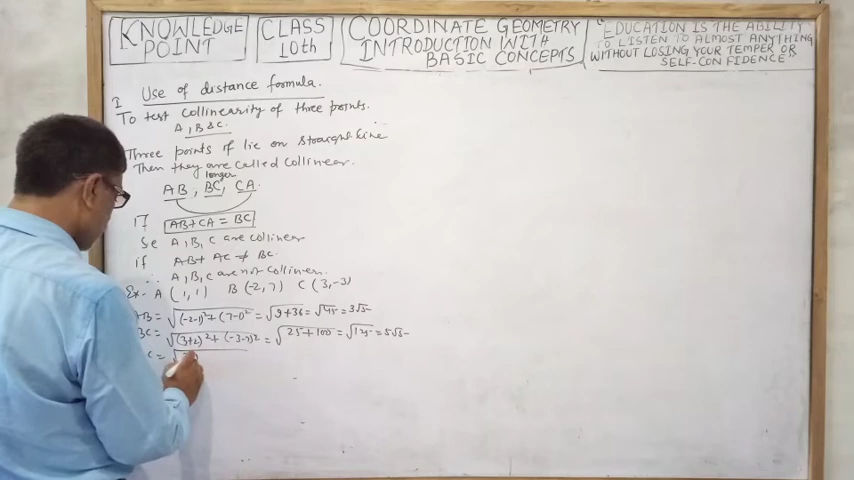 KNOWLEDGE
POINT
CLASS
10th
COORDINATE GEOMETRY
INTRODUCTION WITH
BASIC CONCEPTS
"EDUCATION IS THE ABILITY
TO LISTEN TO ALMOST ANYTHING
WITHOUT LOSING YOUR TEMPER OR
SELF-CONFIDENCE"
I Use of distance formula.
To test collinearity of three points.
A, B & C.
Three points of lie on straight line
Then they are called collinear.
longer
AB, BC, CA.
if AB+CA = BC
So A, B, C are collinear
if AB + AC ≠ BC.
∴ A, B, C are not collinear.
Ex- A (1, 1) B (-2, 7) C (3, -3)
AB = √(-2-1)²+(7-1)² = √9+36 = √45 = 3√5
BC = √(3+2)²+(-3-7)² = √25+100 = √125 = 5√5
C = √